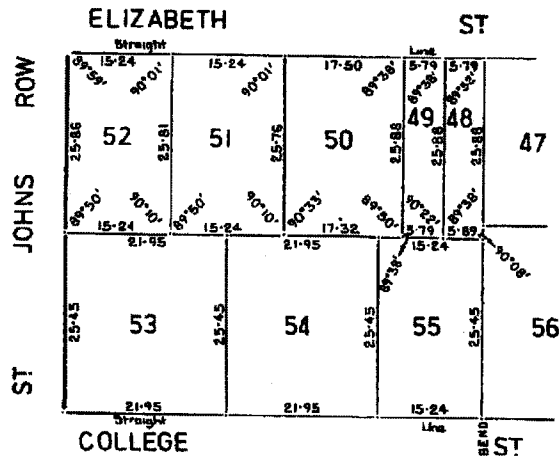 ELIZABETH ST
Straight Line
15·24 15·24 17·50 5·79 5·79
89°59' 90°01' 90°01' 89°38' 89°38' 89°52'
ROW
JOHNS
ST
25·86 52 25·81 51 25·76 50 25·88 49 25·88 48 25·88 47
89°50' 90°10' 89°50' 90°10' 90°33' 89°50' 90°22' 89°38'
15·24 15·24 17·32 5·79 5·89
21·95 21·95 15·24
89°38' 90°08'
25·45 53 25·45 54 25·45 55 25·45 56
21·95 21·95 15·24
Straight Line
COLLEGE ST
BEND